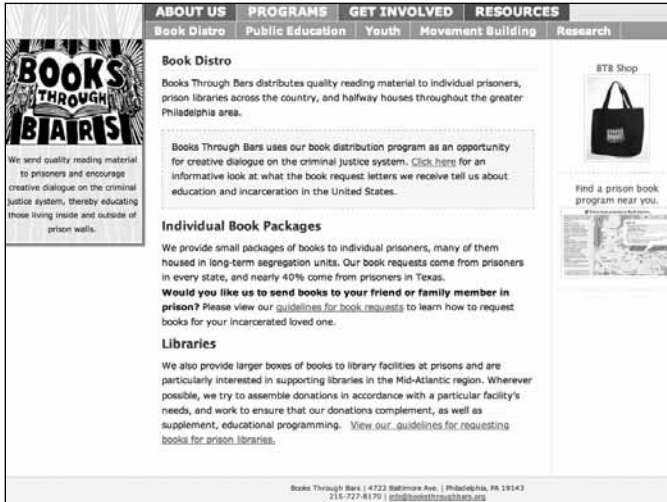 ABOUT US PROGRAMS GET INVOLVED RESOURCES
Book Distro Public Education Youth Movement Building Research
BOOKS
THROUGH
BARS
We send quality reading material
to prisoners and encourage
creative dialogue on the criminal
justice system, thereby educating
those living inside and outside of
prison walls.
Book Distro
Books Through Bars distributes quality reading material to individual prisoners,
prison libraries across the country, and halfway houses throughout the greater
Philadelphia area.
Books Through Bars uses our book distribution program as an opportunity
for creative dialogue on the criminal justice system. Click here for an
informative look at what the book request letters we receive tell us about
education and incarceration in the United States.
Individual Book Packages
We provide small packages of books to individual prisoners, many of them
housed in long-term segregation units. Our book requests come from prisoners
in every state, and nearly 40% come from prisoners in Texas.
Would you like us to send books to your friend or family member in
prison? Please view our guidelines for book requests to learn how to request
books for your incarcerated loved one.
Libraries
We also provide larger boxes of books to library facilities at prisons and are
particularly interested in supporting libraries in the Mid-Atlantic region. Wherever
possible, we try to assemble donations in accordance with a particular facility's
needs, and work to ensure that our donations complement, as well as
supplement, educational programming. View our guidelines for requesting
books for prison libraries.
BTB Shop
Find a prison book
program near you.
Books Through Bars | 4722 Baltimore Ave. | Philadelphia, PA 19143
215-727-8170 | info@booksthroughbars.org